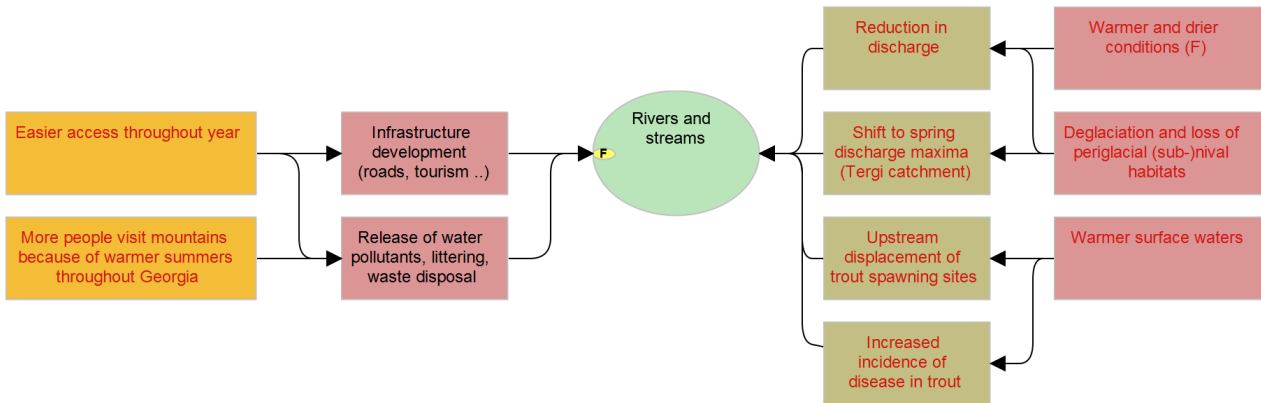 Easier access throughout year
More people visit mountains
because of warmer summers
throughout Georgia
Infrastructure
development
(roads, tourism ..)
Release of water
pollutants, littering,
waste disposal
F
Rivers and
streams
Reduction in
discharge
Shift to spring
discharge maxima
(Tergi catchment)
Upstream
displacement of
trout spawning sites
Increased
incidence of
disease in trout
Warmer and drier
conditions (F)
Deglaciation and loss of
periglacial (sub-)nival
habitats
Warmer surface waters